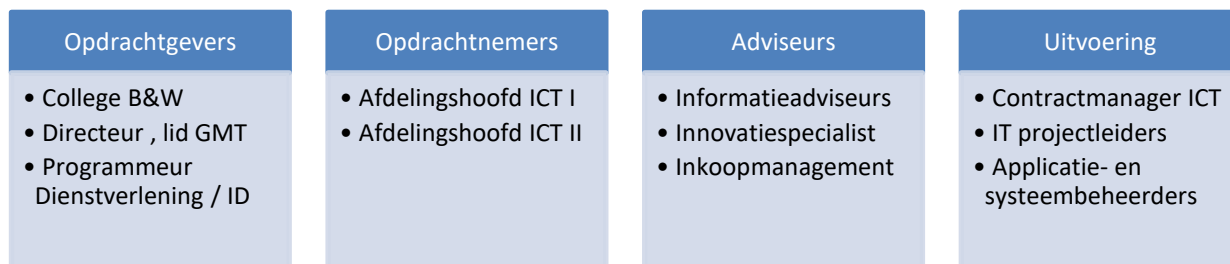 Opdrachtgevers
• College B&W
• Directeur , lid GMT
• Programmeur
Dienstverlening / ID
Opdrachtnemers
• Afdelingshoofd ICT I
• Afdelingshoofd ICT II
Adviseurs
• Informatieadviseurs
• Innovatiespecialist
• Inkoopmanagement
Uitvoering
• Contractmanager ICT
• IT projectleiders
• Applicatie- en
systeembeheerders